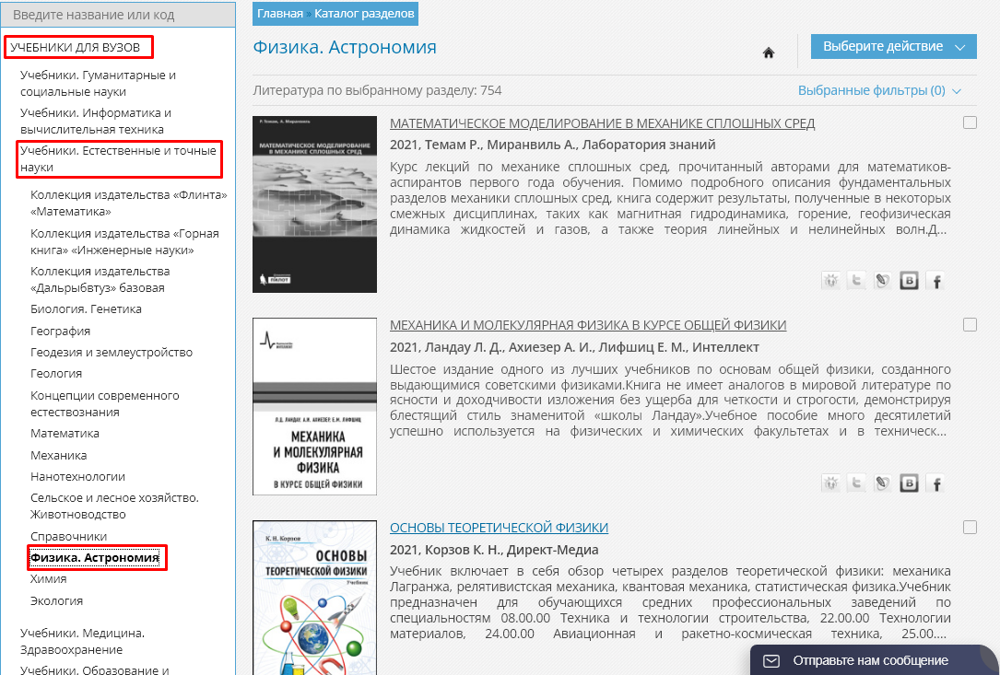 Введите название или код
УЧЕБНИКИ ДЛЯ ВУЗОВ
Учебники. Гуманитарные и
социальные науки
Учебники. Информатика и
вычислительная техника
Учебники. Естественные и точные
науки
Коллекция издательства «Флинта»
«Математика»
Коллекция издательства «Горная
книга» «Инженерные науки»
Коллекция издательства
«Дальрыбвтуз» базовая
Биология. Генетика
География
Геодезия и землеустройство
Геология
Концепции современного
естествознания
Математика
Механика
Нанотехнологии
Сельское и лесное хозяйство.
Животноводство
Справочники
Физика. Астрономия
Химия
Экология
Учебники. Медицина.
Здравоохранение
Учебники. Образование и
Главная » Каталог разделов
Физика. Астрономия
Выберите действие
Литература по выбранному разделу: 754
Выбранные фильтры (0)
Р. Темам, А. Миранвиль
МАТЕМАТИЧЕСКОЕ МОДЕЛИРОВАНИЕ
В МЕХАНИКЕ СПЛОШНЫХ СРЕД
ПИЛОТ
МАТЕМАТИЧЕСКОЕ МОДЕЛИРОВАНИЕ В МЕХАНИКЕ СПЛОШНЫХ СРЕД
2021, Темам Р., Миранвиль А., Лаборатория знаний
Курс лекций по механике сплошных сред, прочитанный авторами для математиков-
аспирантов первого года обучения. Помимо подробного описания фундаментальных
разделов механики сплошных сред, книга содержит результаты, полученные в некоторых
смежных дисциплинах, таких как магнитная гидродинамика, горение, геофизическая
динамика жидкостей и газов, а также теория линейных и нелинейных волн.Д...
ИНТЕЛЛЕКТ
Л.Д. ЛАНДАУ, А.И. АХИЕЗЕР, Е.М. ЛИФШИЦ
МЕХАНИКА
И МОЛЕКУЛЯРНАЯ
ФИЗИКА
В КУРСЕ ОБЩЕЙ ФИЗИКИ
МЕХАНИКА И МОЛЕКУЛЯРНАЯ ФИЗИКА В КУРСЕ ОБЩЕЙ ФИЗИКИ
2021, Ландау Л. Д., Ахиезер А. И., Лифшиц Е. М., Интеллект
Шестое издание одного из лучших учебников по основам общей физики, созданного
выдающимися советскими физиками.Книга не имеет аналогов в мировой литературе по
ясности и доходчивости изложения без ущерба для четкости и строгости, демонстрируя
блестящий стиль знаменитой «школы Ландау».Учебное пособие много десятилетий
успешно используется на физических и химических факультетах и в техническ...
К. Н. Корзов
ОСНОВЫ
ТЕОРЕТИЧЕСКОЙ ФИЗИКИ
Учебник
ОСНОВЫ ТЕОРЕТИЧЕСКОЙ ФИЗИКИ
2021, Корзов К. Н., Директ-Медиа
Учебник включает в себя обзор четырех разделов теоретической физики: механика
Лагранжа, релятивистская механика, квантовая механика, статистическая физика.Учебник
предназначен для обучающихся средних профессиональных заведений по
специальностям 08.00.00 Техника и технологии строительства, 22.00.00 Технологии
материалов, 24.00.00 Авиационная и ракетно-космическая техника, 25.00....
Отправьте нам сообщение